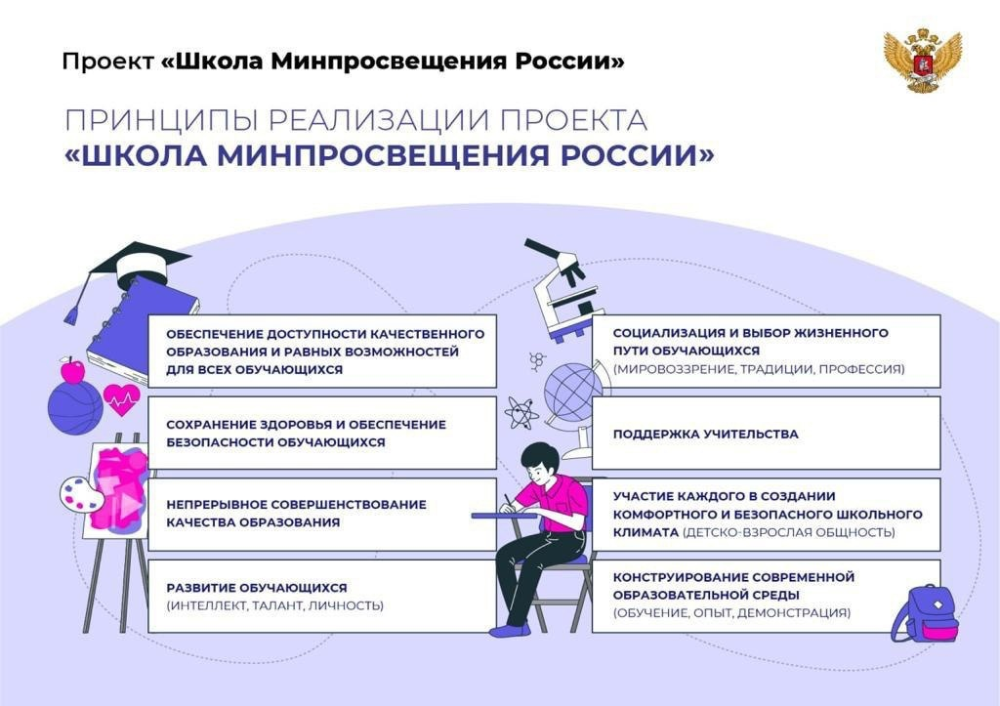 Проект «Школа Минпросвещения России»
ПРИНЦИПЫ РЕАЛИЗАЦИИ ПРОЕКТА
«ШКОЛА МИНПРОСВЕЩЕНИЯ РОССИИ»
ОБЕСПЕЧЕНИЕ ДОСТУПНОСТИ КАЧЕСТВЕННОГО
ОБРАЗОВАНИЯ И РАВНЫХ ВОЗМОЖНОСТЕЙ
ДЛЯ ВСЕХ ОБУЧАЮЩИХСЯ
СОХРАНЕНИЕ ЗДОРОВЬЯ И ОБЕСПЕЧЕНИЕ
БЕЗОПАСНОСТИ ОБУЧАЮЩИХСЯ
НЕПРЕРЫВНОЕ СОВЕРШЕНСТВОВАНИЕ
КАЧЕСТВА ОБРАЗОВАНИЯ
РАЗВИТИЕ ОБУЧАЮЩИХСЯ
(ИНТЕЛЛЕКТ, ТАЛАНТ, ЛИЧНОСТЬ)
СОЦИАЛИЗАЦИЯ И ВЫБОР ЖИЗНЕННОГО
ПУТИ ОБУЧАЮЩИХСЯ
(МИРОВОЗЗРЕНИЕ, ТРАДИЦИИ, ПРОФЕССИЯ)
ПОДДЕРЖКА УЧИТЕЛЬСТВА
УЧАСТИЕ КАЖДОГО В СОЗДАНИИ
КОМФОРТНОГО И БЕЗОПАСНОГО ШКОЛЬНОГО
КЛИМАТА (ДЕТСКО-ВЗРОСЛАЯ ОБЩНОСТЬ)
КОНСТРУИРОВАНИЕ СОВРЕМЕННОЙ
ОБРАЗОВАТЕЛЬНОЙ СРЕДЫ
(ОБУЧЕНИЕ, ОПЫТ, ДЕМОНСТРАЦИЯ)